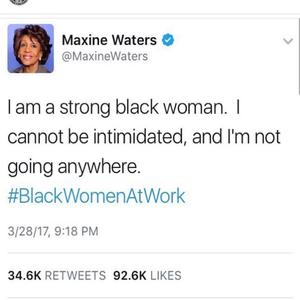 Maxine Waters
@MaxineWaters
I am a strong black woman. I
cannot be intimidated, and I'm not
going anywhere.
#BlackWomenAtWork
3/28/17, 9:18 PM
34.6K RETWEETS 92.6K LIKES